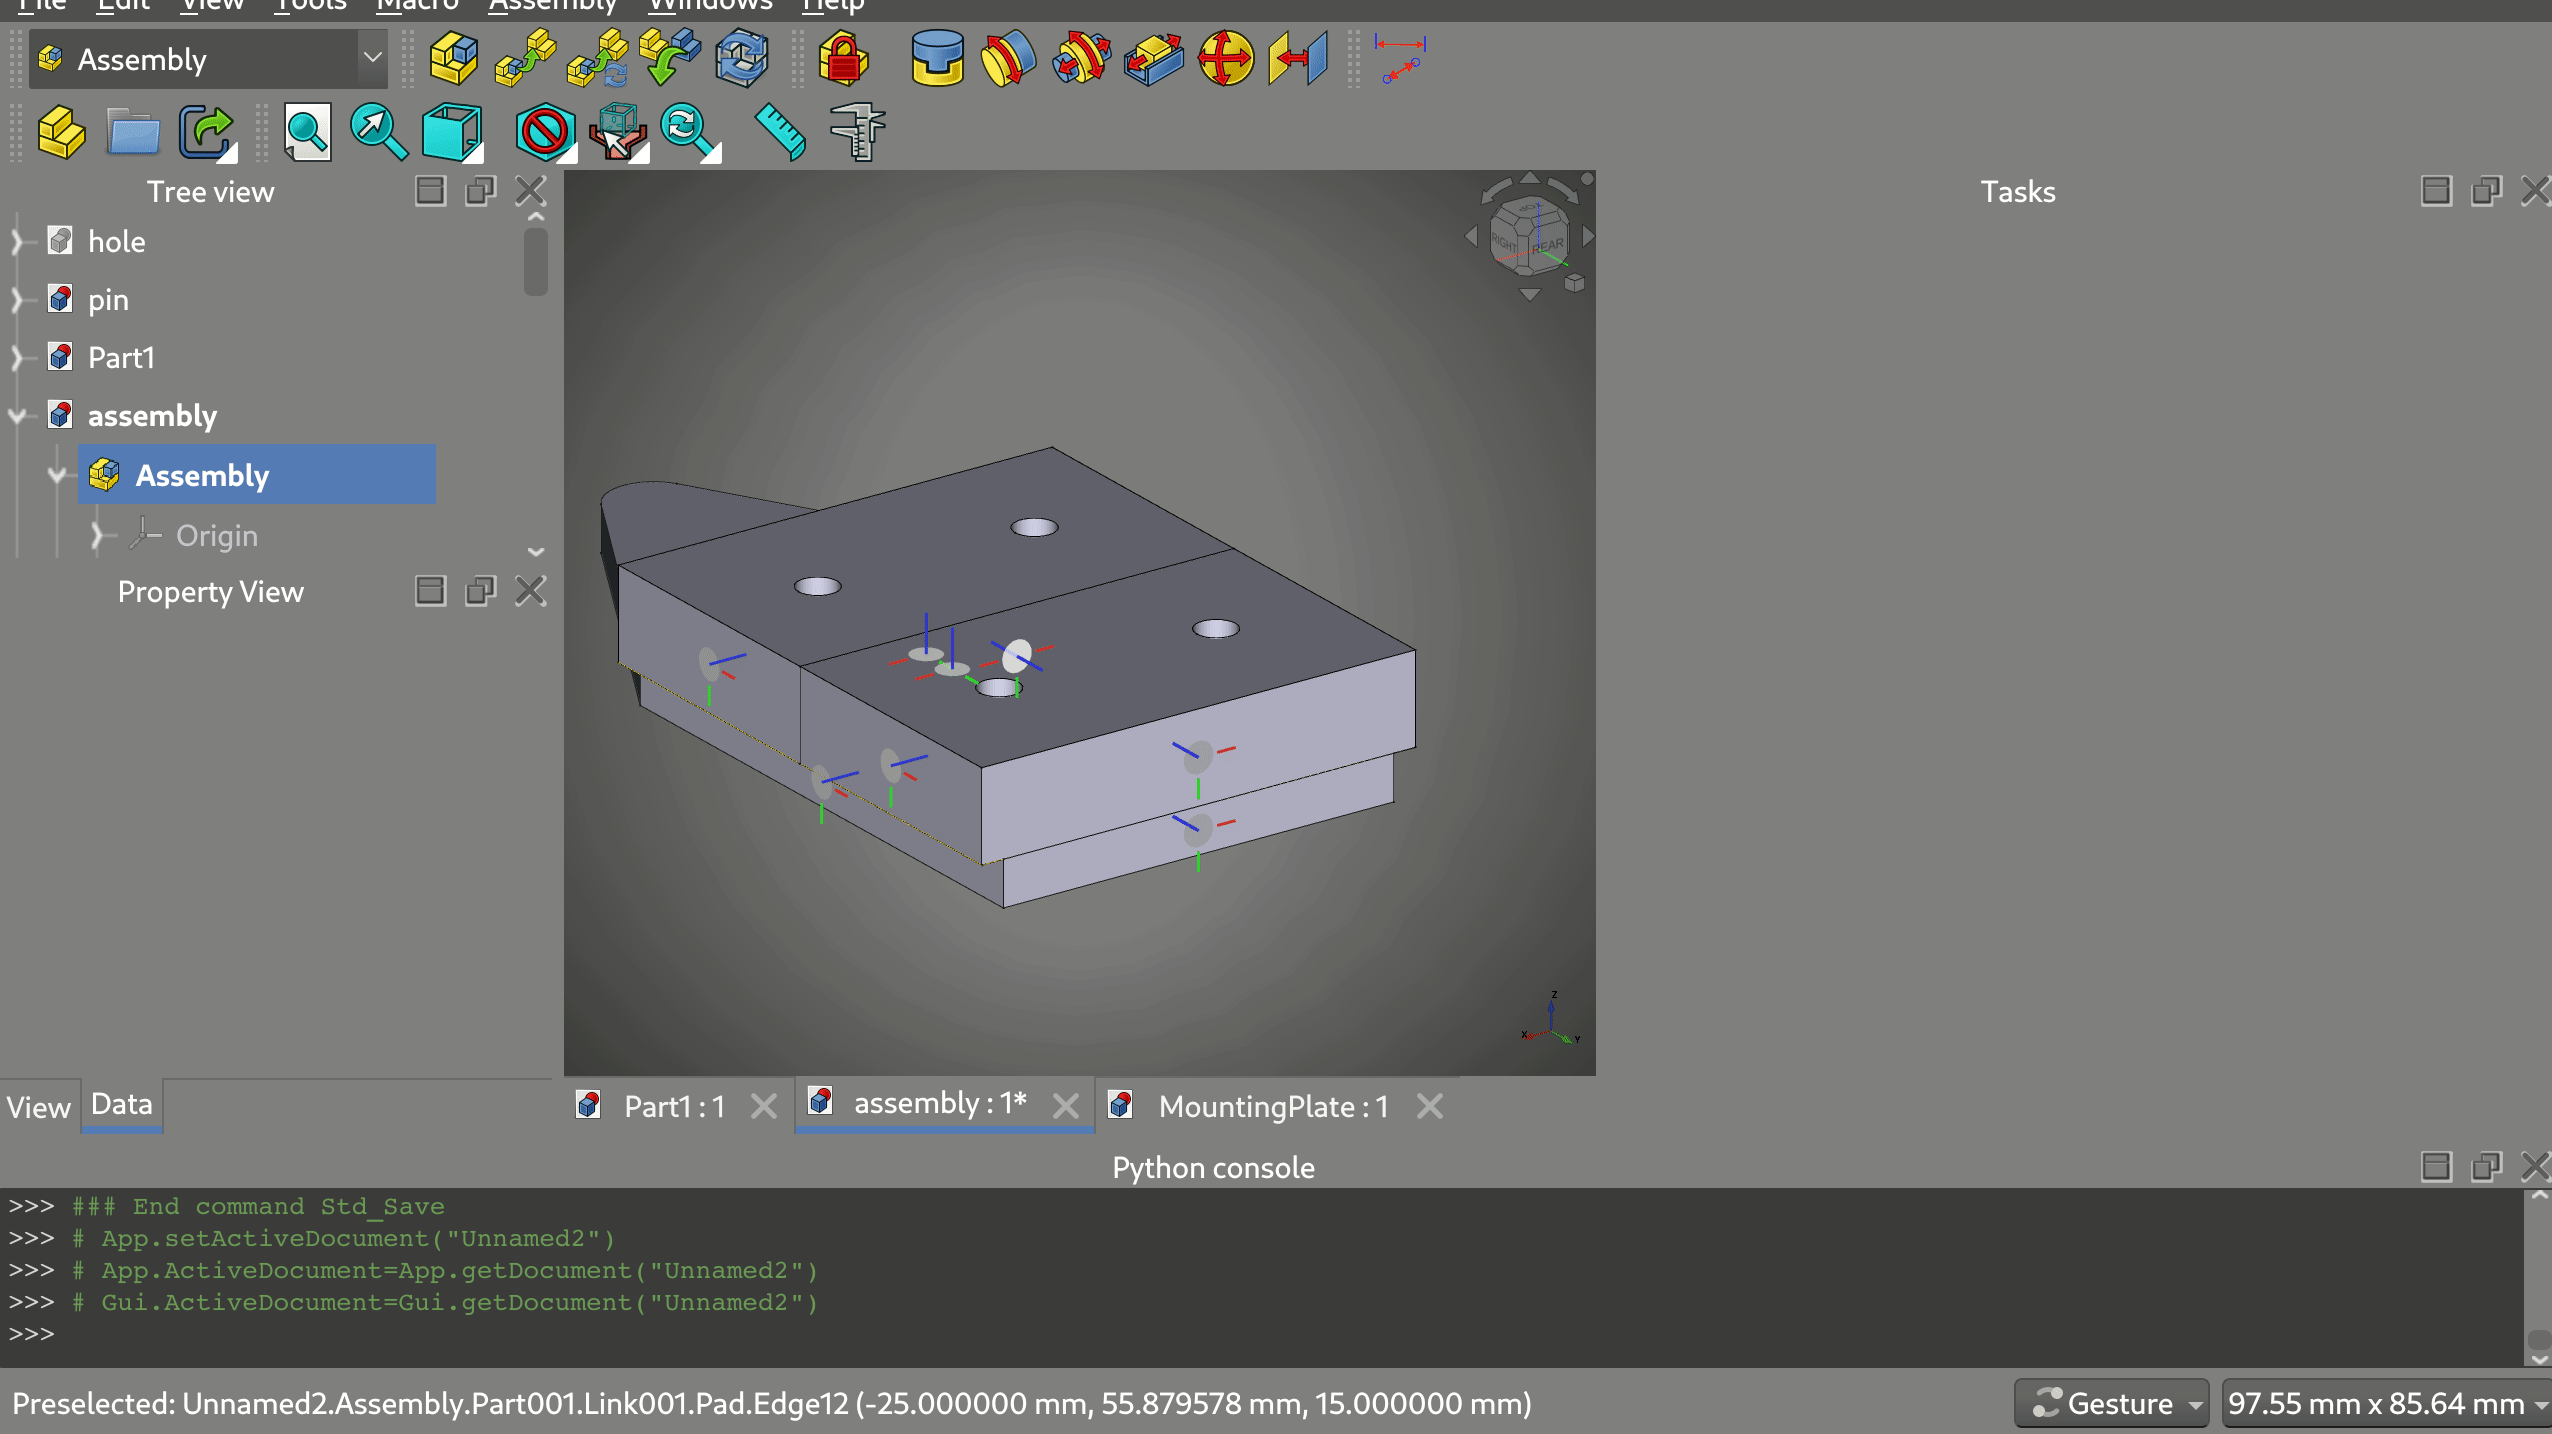 File Edit View Tools Macro Assembly Windows Help
Assembly
Tree view
Tasks
hole
pin
Part1
assembly
Assembly
Origin
Property View
TOP
RIGHT
REAR
Z
X
Y
View Data
Part1 : 1
assembly : 1*
MountingPlate : 1
Python console
>>> ### End command Std_Save
>>> # App.setActiveDocument("Unnamed2")
>>> # App.ActiveDocument=App.getDocument("Unnamed2")
>>> # Gui.ActiveDocument=Gui.getDocument("Unnamed2")
>>>
Preselected: Unnamed2.Assembly.Part001.Link001.Pad.Edge12 (-25.000000 mm, 55.879578 mm, 15.000000 mm)
Gesture
97.55 mm x 85.64 mm